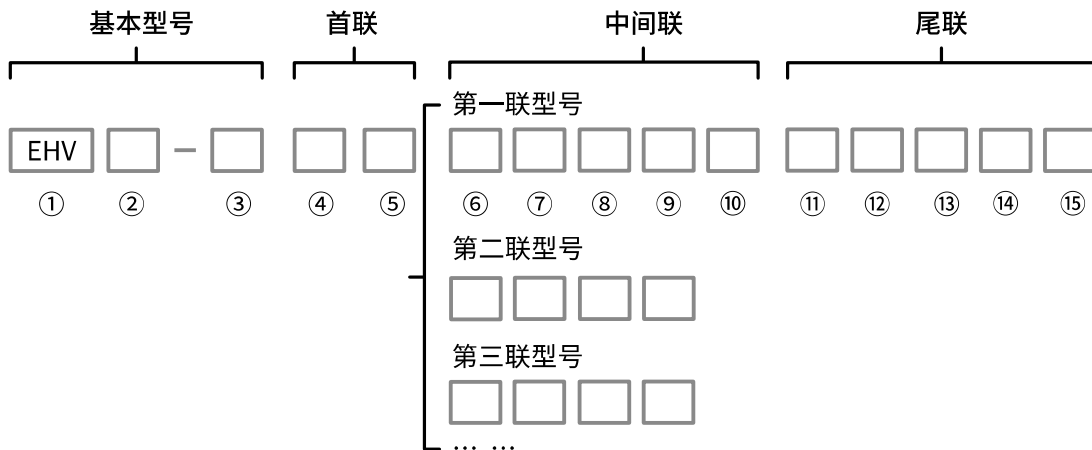 基本型号 首联 中间联 尾联
第一联型号
EHV –
① ② ③ ④ ⑤ ⑥ ⑦ ⑧ ⑨ ⑩ ⑪ ⑫ ⑬ ⑭ ⑮
第二联型号
第三联型号
… …